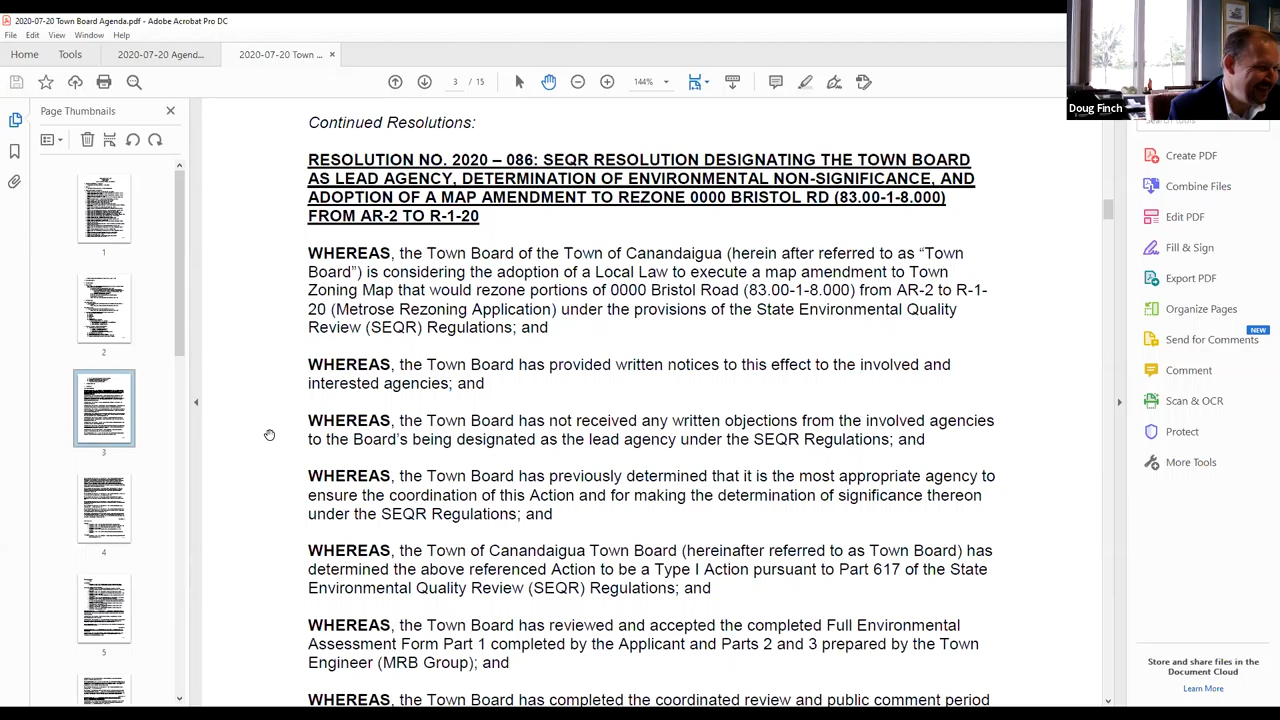 2020-07-20 Town Board Agenda.pdf - Adobe Acrobat Pro DC
File Edit View Window Help
Home Tools 2020-07-20 Agend... 2020-07-20 Town ... ×
15 144%
Doug Finch
Page Thumbnails
1
2
3
4
5
Continued Resolutions:
RESOLUTION NO. 2020 – 086: SEQR RESOLUTION DESIGNATING THE TOWN BOARD
AS LEAD AGENCY, DETERMINATION OF ENVIRONMENTAL NON-SIGNIFICANCE, AND
ADOPTION OF A MAP AMENDMENT TO REZONE 0000 BRISTOL RD (83.00-1-8.000)
FROM AR-2 TO R-1-20
WHEREAS, the Town Board of the Town of Canandaigua (herein after referred to as “Town
Board”) is considering the adoption of a Local Law to execute a map amendment to Town
Zoning Map that would rezone portions of 0000 Bristol Road (83.00-1-8.000) from AR-2 to R-1-
20 (Metrose Rezoning Application) under the provisions of the State Environmental Quality
Review (SEQR) Regulations; and
WHEREAS, the Town Board has provided written notices to this effect to the involved and
interested agencies; and
WHEREAS, the Town Board has not received any written objections from the involved agencies
to the Board’s being designated as the lead agency under the SEQR Regulations; and
WHEREAS, the Town Board has previously determined that it is the most appropriate agency to
ensure the coordination of this Action and for making the determination of significance thereon
under the SEQR Regulations; and
WHEREAS, the Town of Canandaigua Town Board (hereinafter referred to as Town Board) has
determined the above referenced Action to be a Type I Action pursuant to Part 617 of the State
Environmental Quality Review (SEQR) Regulations; and
WHEREAS, the Town Board has reviewed and accepted the completed Full Environmental
Assessment Form Part 1 completed by the Applicant and Parts 2 and 3 prepared by the Town
Engineer (MRB Group); and
WHEREAS, the Town Board has completed the coordinated review and public comment period
Search tools
Create PDF
Combine Files
Edit PDF
Fill & Sign
Export PDF
Organize Pages
NEW
Send for Comments
Comment
Scan & OCR
Protect
More Tools
Store and share files in the
Document Cloud
Learn More